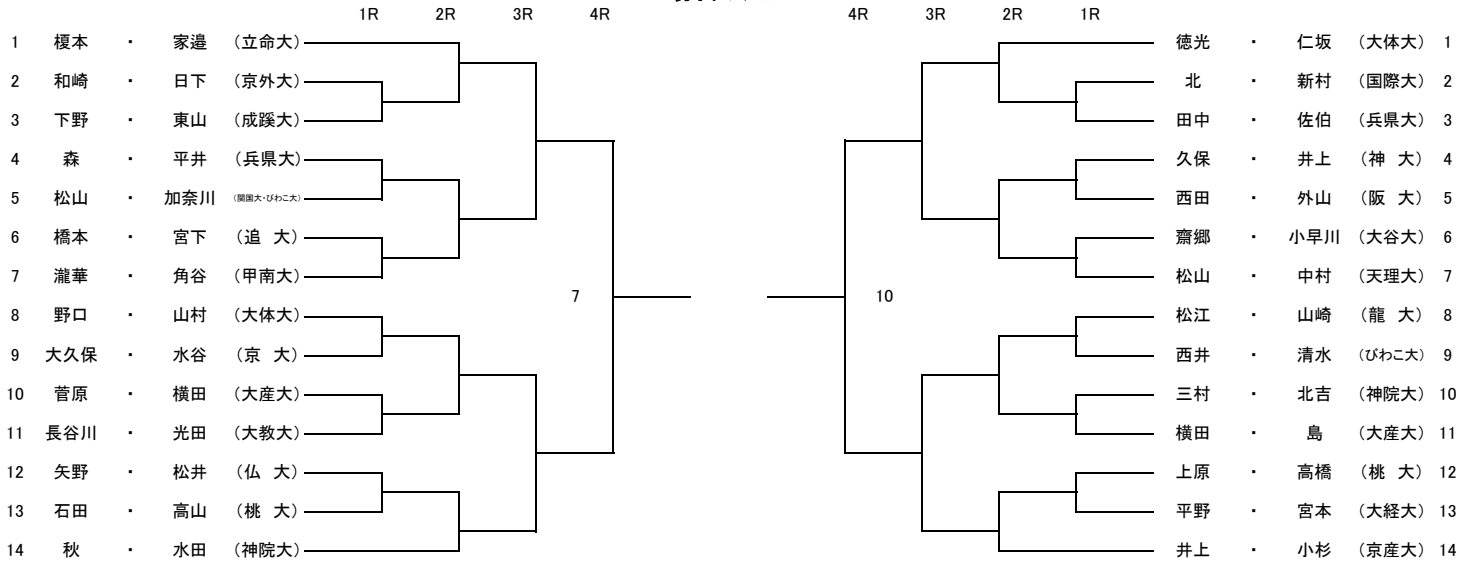 1R 2R 3R 4R 4R 3R 2R 1R
1 榎本 ・ 家邉 (立命大) 徳光 ・ 仁坂 (大体大) 1
2 和崎 ・ 日下 (京外大) 北 ・ 新村 (国際大) 2
3 下野 ・ 東山 (成蹊大) 田中 ・ 佐伯 (兵県大) 3
4 森 ・ 平井 (兵県大) 久保 ・ 井上 (神 大) 4
5 松山 ・ 加奈川 (関国大・びわこ大) 西田 ・ 外山 (阪 大) 5
6 橋本 ・ 宮下 (追 大) 齋郷 ・ 小早川 (大谷大) 6
7 瀧華 ・ 角谷 (甲南大) 松山 ・ 中村 (天理大) 7
7 10
8 野口 ・ 山村 (大体大) 松江 ・ 山崎 (龍 大) 8
9 大久保 ・ 水谷 (京 大) 西井 ・ 清水 (びわこ大) 9
10 菅原 ・ 横田 (大産大) 三村 ・ 北吉 (神院大) 10
11 長谷川 ・ 光田 (大教大) 横田 ・ 島 (大産大) 11
12 矢野 ・ 松井 (仏 大) 上原 ・ 高橋 (桃 大) 12
13 石田 ・ 高山 (桃 大) 平野 ・ 宮本 (大経大) 13
14 秋 ・ 水田 (神院大) 井上 ・ 小杉 (京産大) 14